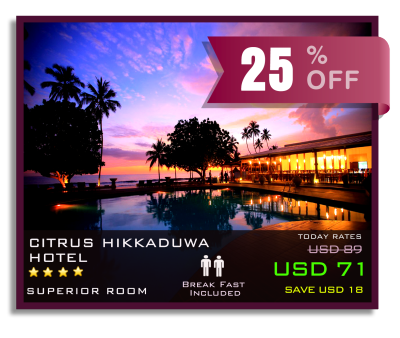 25 % OFF
CITRUS HIKKADUWA
HOTEL
SUPERIOR ROOM
Break Fast
Included
TODAY RATES
USD 89
USD 71
SAVE USD 18